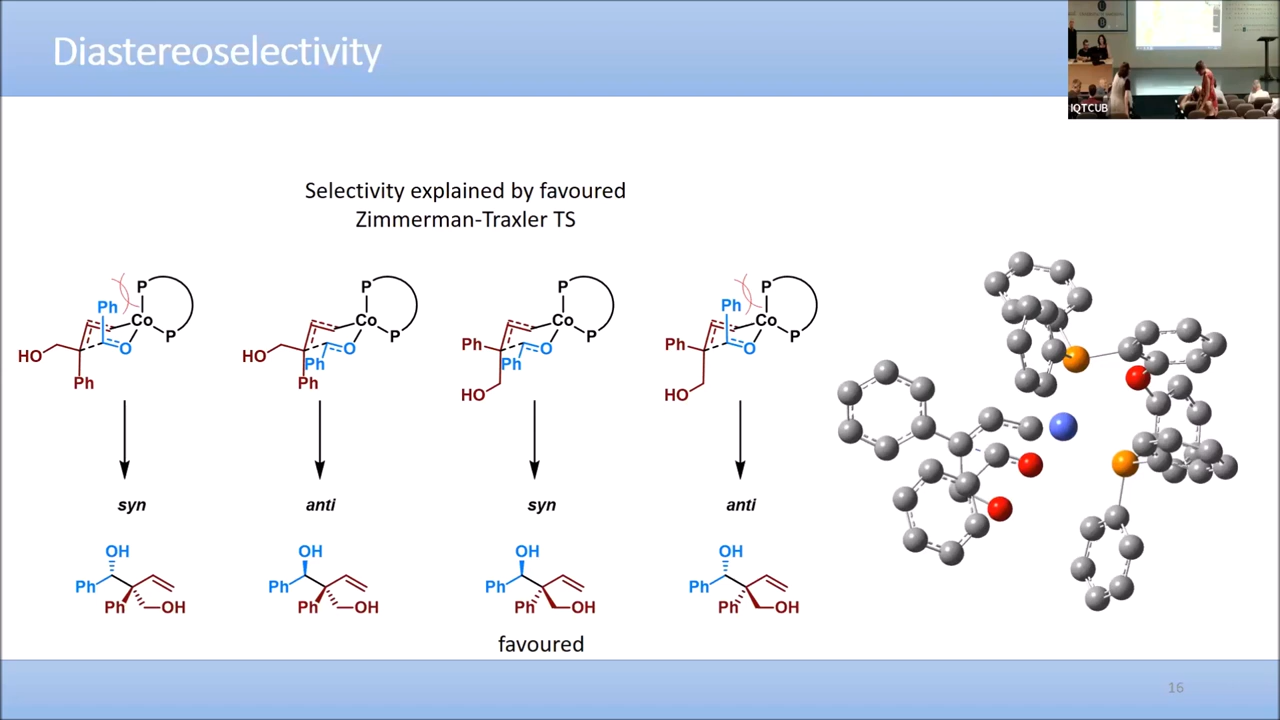 Diastereoselectivity
IQTCUB
Selectivity explained by favoured
Zimmerman-Traxler TS
P
Ph
Co
P
O
HO
Ph
P
Co
P
O
HO
Ph
Ph
P
Co
P
O
Ph
Ph
HO
P
Ph
Co
P
O
Ph
HO
syn
anti
syn
anti
OH
Ph
Ph
OH
OH
Ph
Ph
OH
OH
Ph
Ph
OH
OH
Ph
Ph
OH
favoured
16